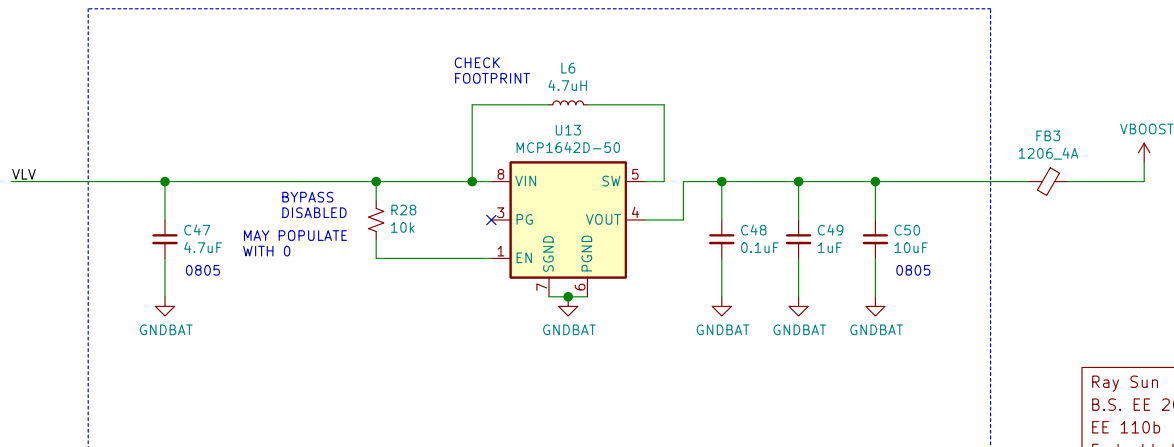 CHECK
FOOTPRINT
L6
4.7uH
U13
MCP1642D-50
FB3
1206_4A
VBOOST
VLV
8
VIN
SW
5
BYPASS
DISABLED
MAY POPULATE
WITH 0
R28
10k
3
PG
VOUT
4
1
EN
SGND
PGND
7
6
C47
4.7uF
0805
C48
0.1uF
C49
1uF
C50
10uF
0805
GNDBAT
GNDBAT
GNDBAT
GNDBAT
GNDBAT
Ray Sun
B.S. EE
EE 110b